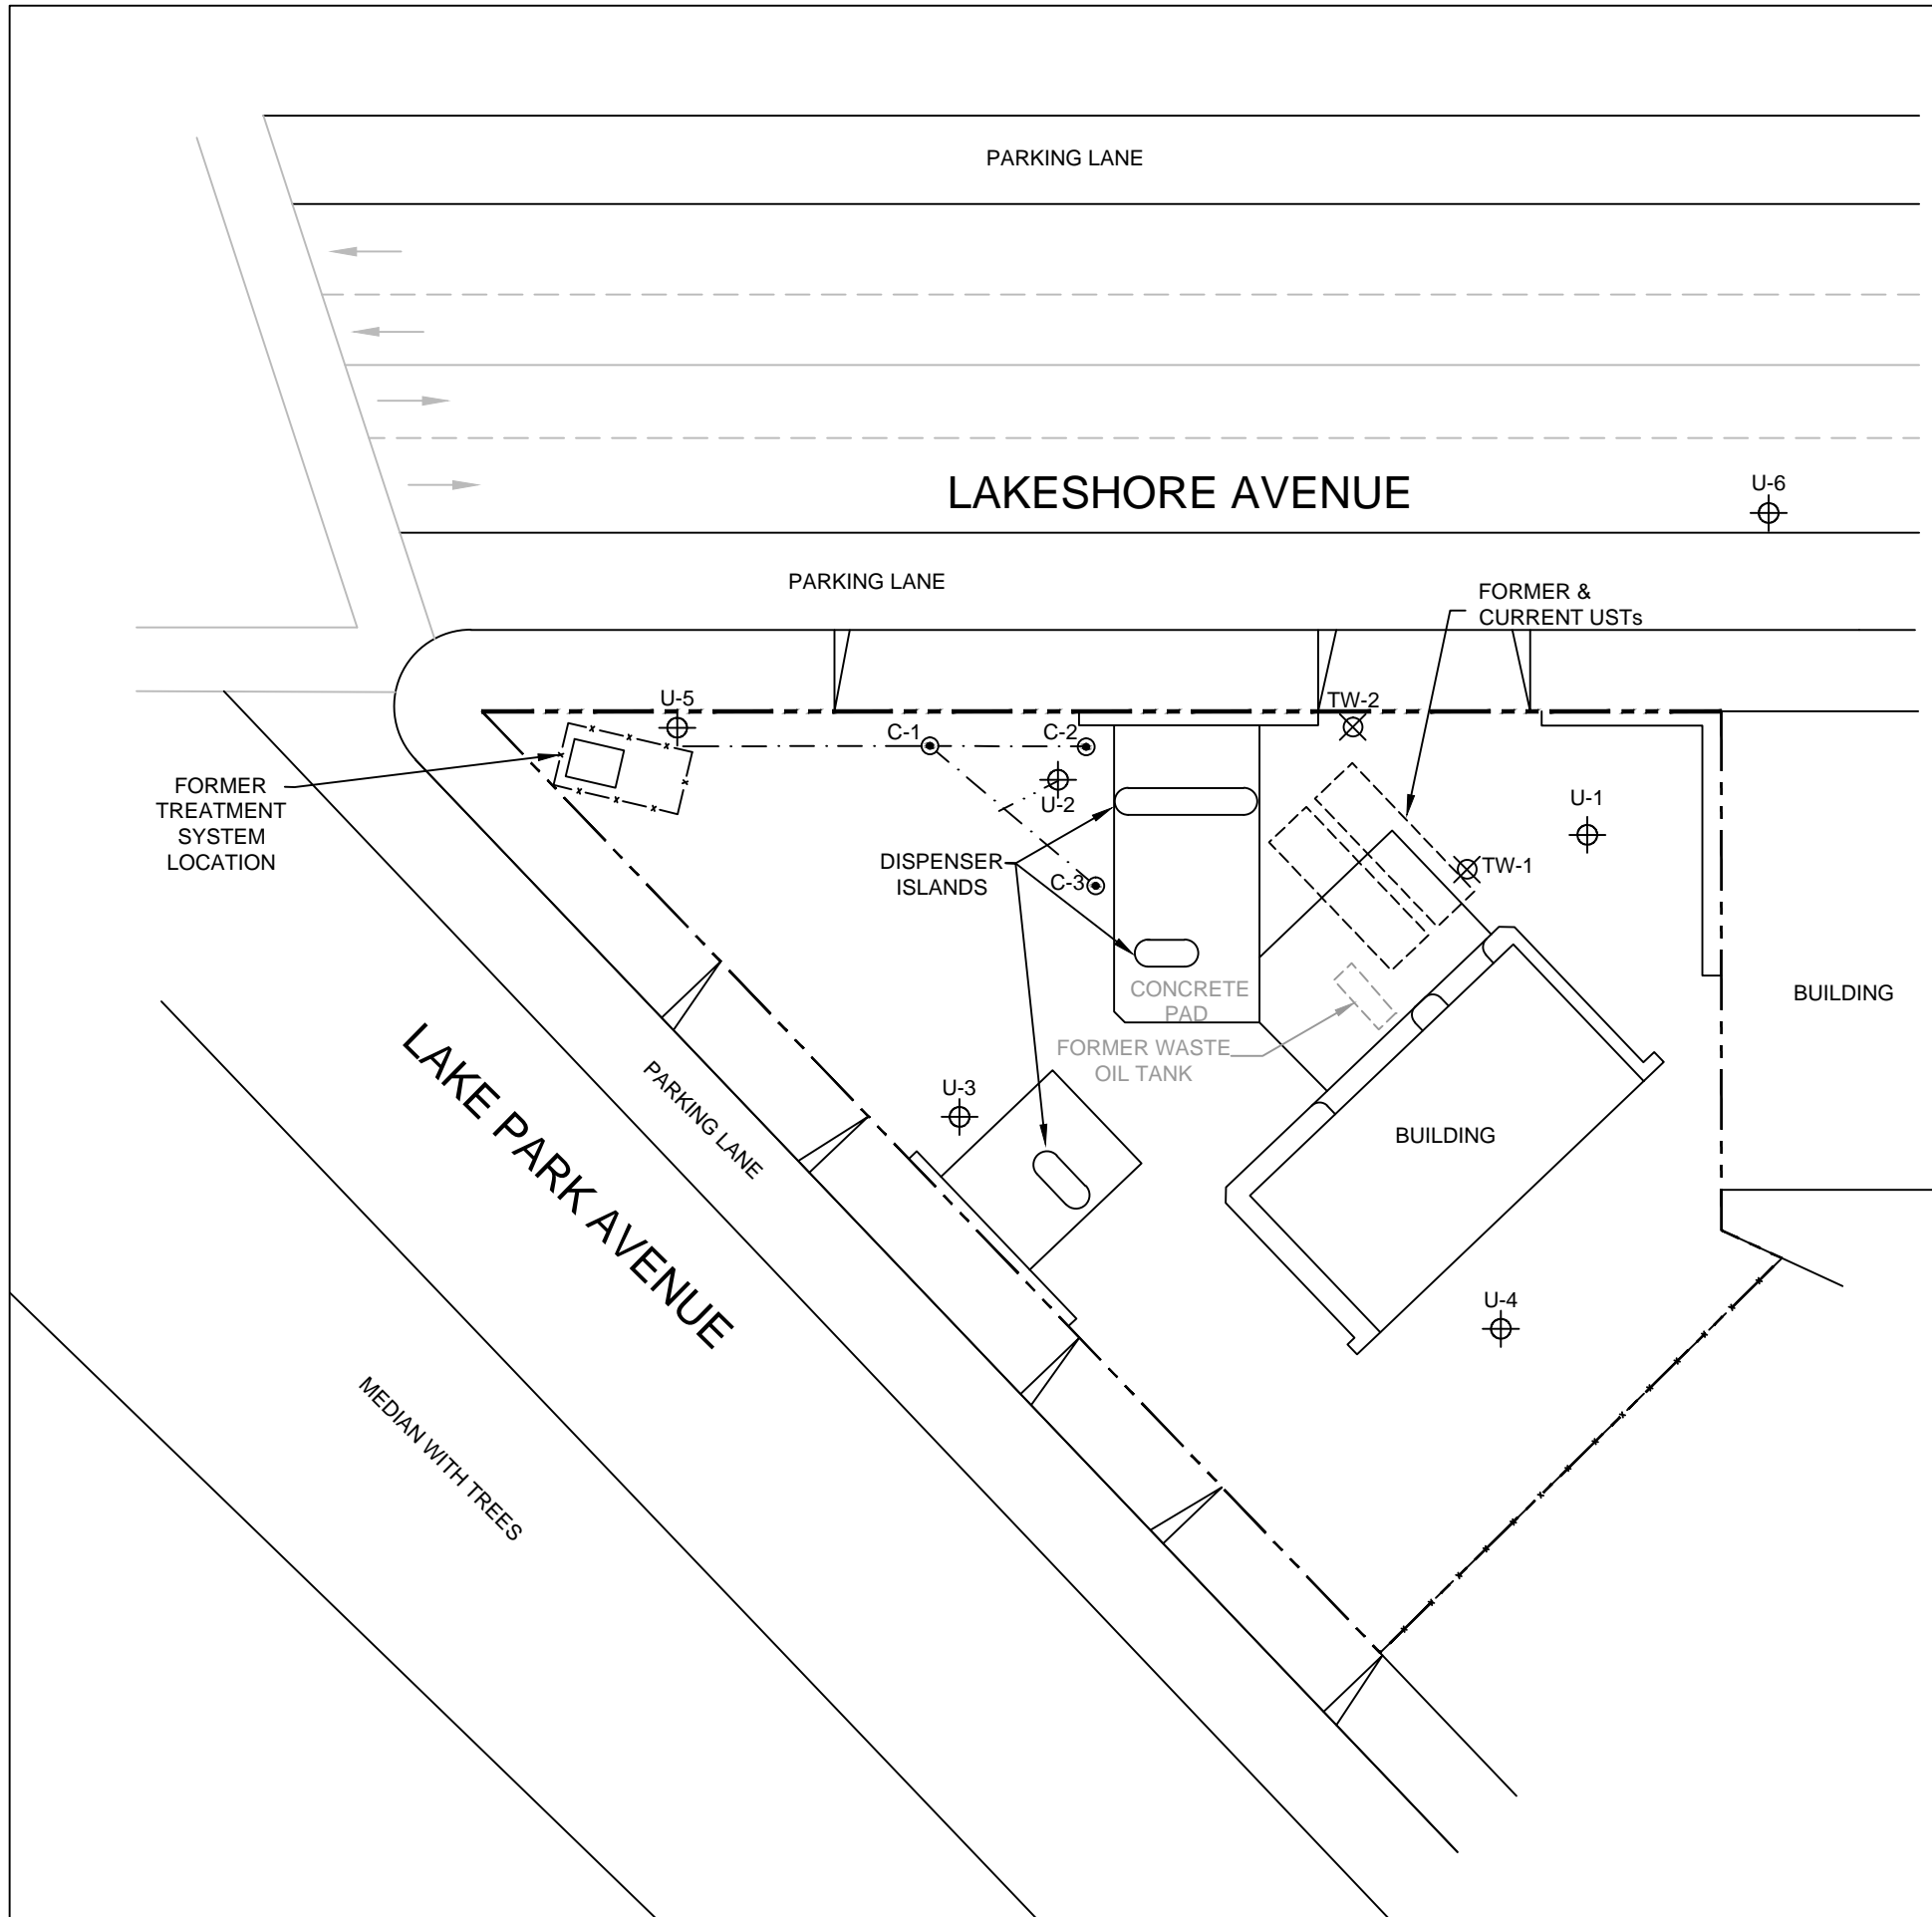 PARKING LANE
LAKESHORE AVENUE
U-6
PARKING LANE
FORMER &
CURRENT USTs
U-5
TW-2
C-1
C-2
U-2
U-1
FORMER
TREATMENT
SYSTEM
LOCATION
DISPENSER
ISLANDS
C-3
TW-1
CONCRETE
PAD
BUILDING
FORMER WASTE
OIL TANK
U-3
LAKE PARK AVENUE
PARKING LANE
BUILDING
U-4
MEDIAN WITH TREES